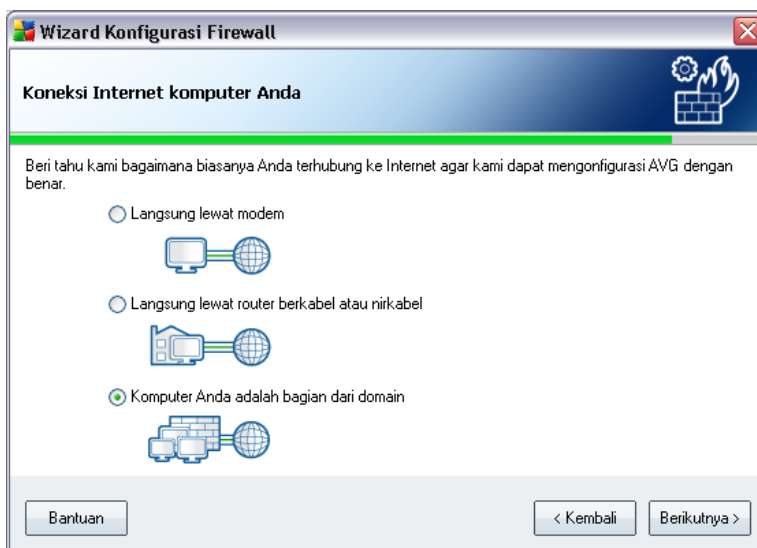 Wizard Konfigurasi Firewall
Koneksi Internet komputer Anda
Beri tahu kami bagaimana biasanya Anda terhubung ke Internet agar kami dapat mengonfigurasi AVG dengan
benar.
Langsung lewat modem
Langsung lewat router berkabel atau nirkabel
Komputer Anda adalah bagian dari domain
Bantuan
< Kembali
Berikutnya >